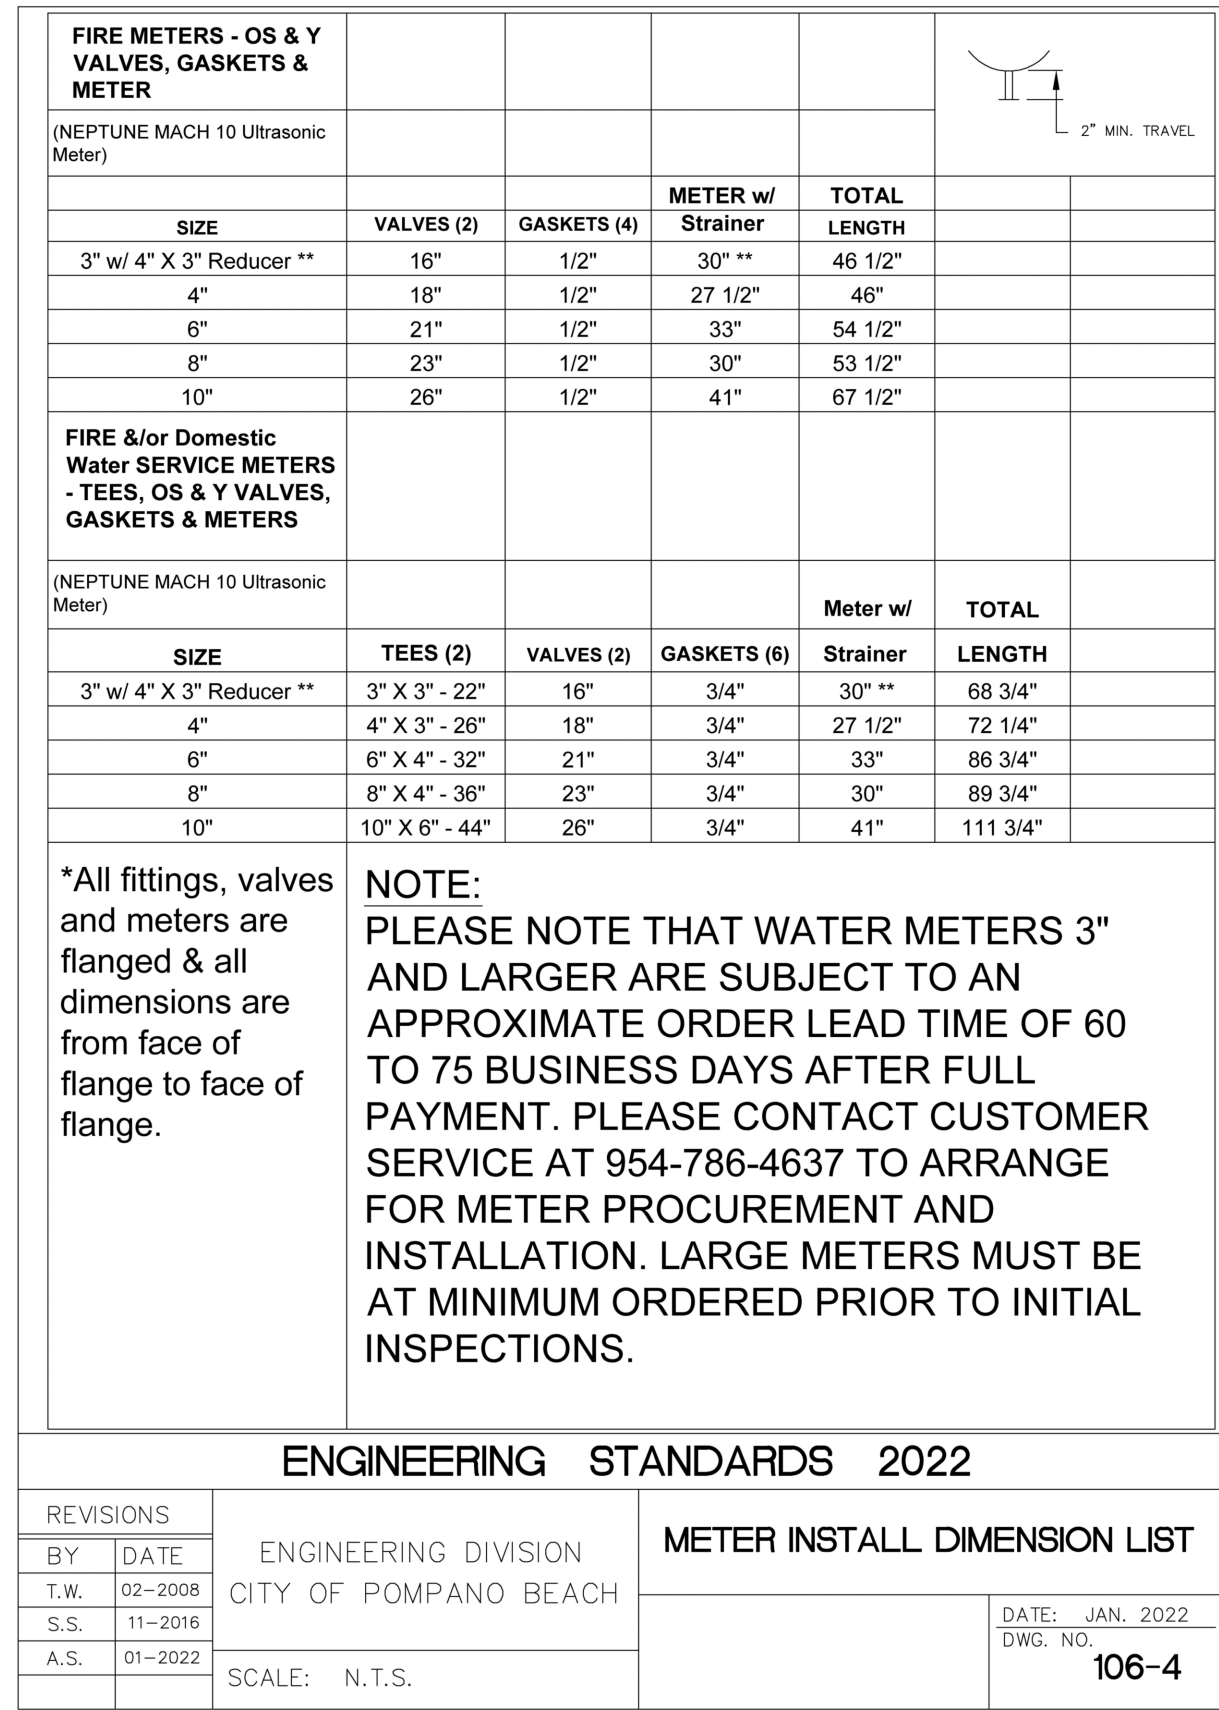 FIRE METERS - OS & Y
VALVES, GASKETS &
METER
2" MIN. TRAVEL
(NEPTUNE MACH 10 Ultrasonic
Meter)
METER w/ TOTAL
SIZE VALVES (2) GASKETS (4) Strainer LENGTH
3" w/ 4" X 3" Reducer ** 16" 1/2" 30" ** 46 1/2"
4" 18" 1/2" 27 1/2" 46"
6" 21" 1/2" 33" 54 1/2"
8" 23" 1/2" 30" 53 1/2"
10" 26" 1/2" 41" 67 1/2"
FIRE &/or Domestic
Water SERVICE METERS
- TEES, OS & Y VALVES,
GASKETS & METERS
(NEPTUNE MACH 10 Ultrasonic
Meter) Meter w/ TOTAL
SIZE TEES (2) VALVES (2) GASKETS (6) Strainer LENGTH
3" w/ 4" X 3" Reducer ** 3" X 3" - 22" 16" 3/4" 30" ** 68 3/4"
4" 4" X 3" - 26" 18" 3/4" 27 1/2" 72 1/4"
6" 6" X 4" - 32" 21" 3/4" 33" 86 3/4"
8" 8" X 4" - 36" 23" 3/4" 30" 89 3/4"
10" 10" X 6" - 44" 26" 3/4" 41" 111 3/4"
*All fittings, valves
and meters are
flanged & all
dimensions are
from face of
flange to face of
flange.
NOTE:
PLEASE NOTE THAT WATER METERS 3"
AND LARGER ARE SUBJECT TO AN
APPROXIMATE ORDER LEAD TIME OF 60
TO 75 BUSINESS DAYS AFTER FULL
PAYMENT. PLEASE CONTACT CUSTOMER
SERVICE AT 954-786-4637 TO ARRANGE
FOR METER PROCUREMENT AND
INSTALLATION. LARGE METERS MUST BE
AT MINIMUM ORDERED PRIOR TO INITIAL
INSPECTIONS.
ENGINEERING STANDARDS 2022
REVISIONS
BY DATE
T.W. 02-2008
S.S. 11-2016
A.S. 01-2022
ENGINEERING DIVISION
CITY OF POMPANO BEACH
SCALE: N.T.S.
METER INSTALL DIMENSION LIST
DATE: JAN. 2022
DWG. NO.
106-4